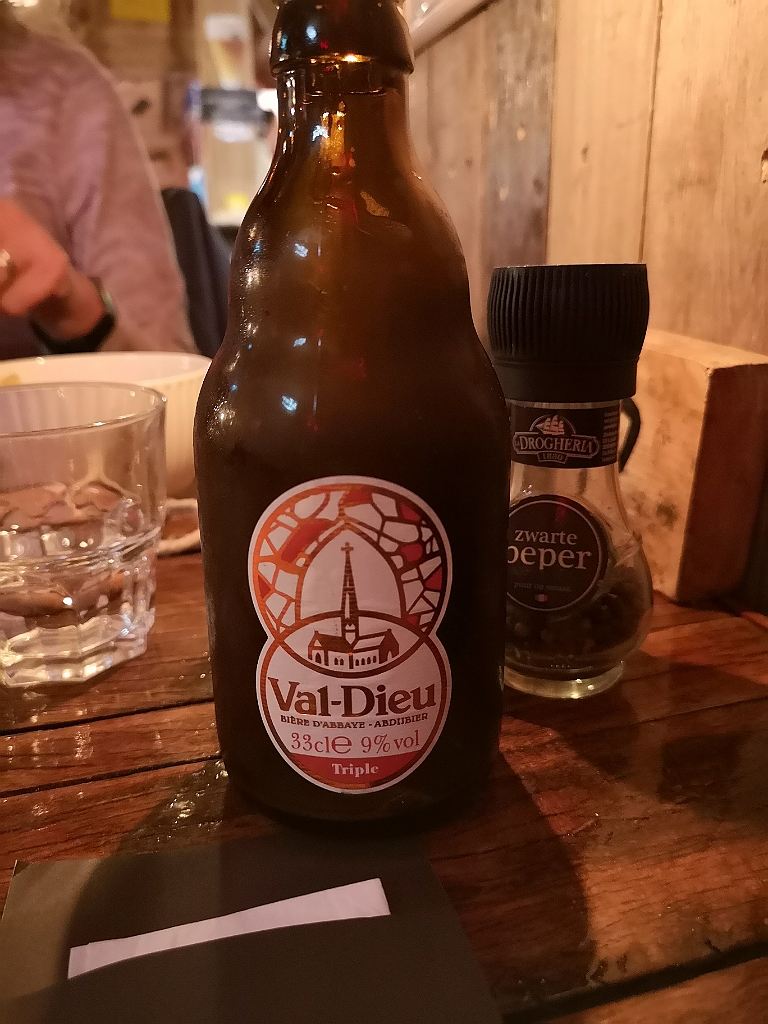 Val-Dieu
BIÈRE D'ABBAYE - ABDIJBIER
33cl e 9% vol
Triple
DROGHERIA
1880
zwarte
peper